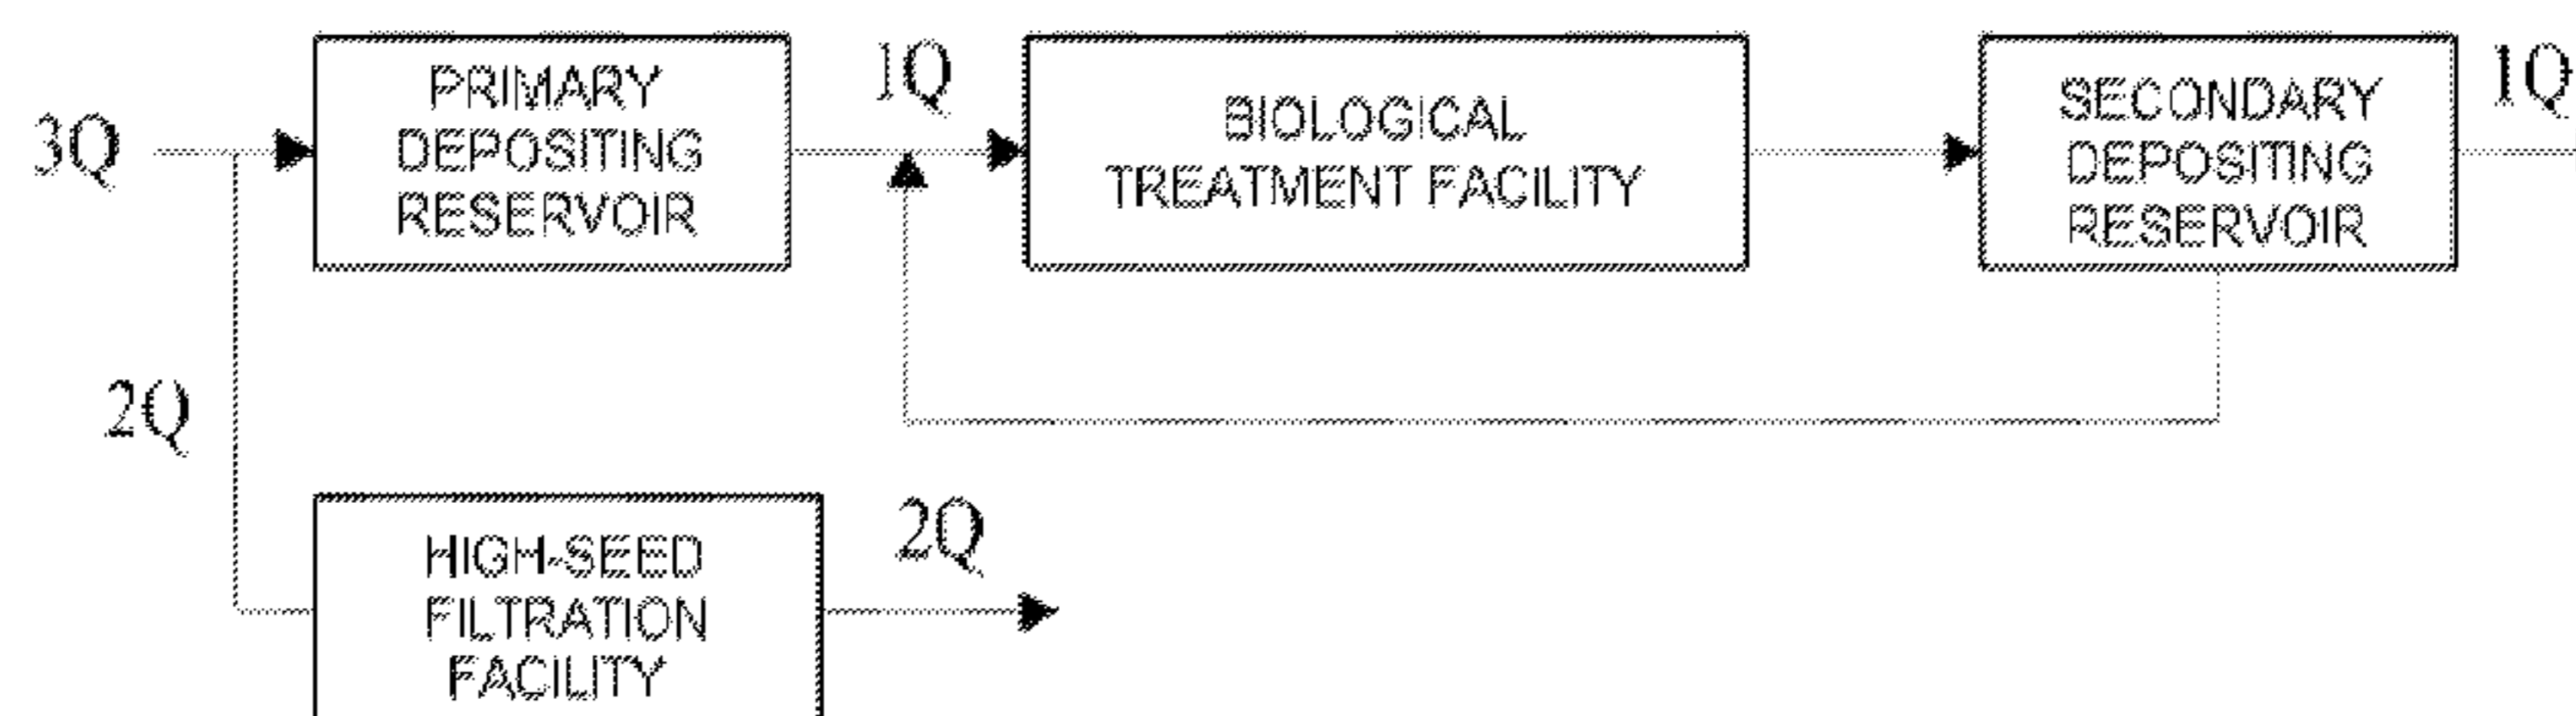 3Q
PRIMARY
DEPOSITING
RESERVOIR
1Q
BIOLOGICAL
TREATMENT FACILITY
SECONDARY
DEPOSITING
RESERVOIR
1Q
2Q
HIGH-SEED
FILTRATION
FACILITY
2Q